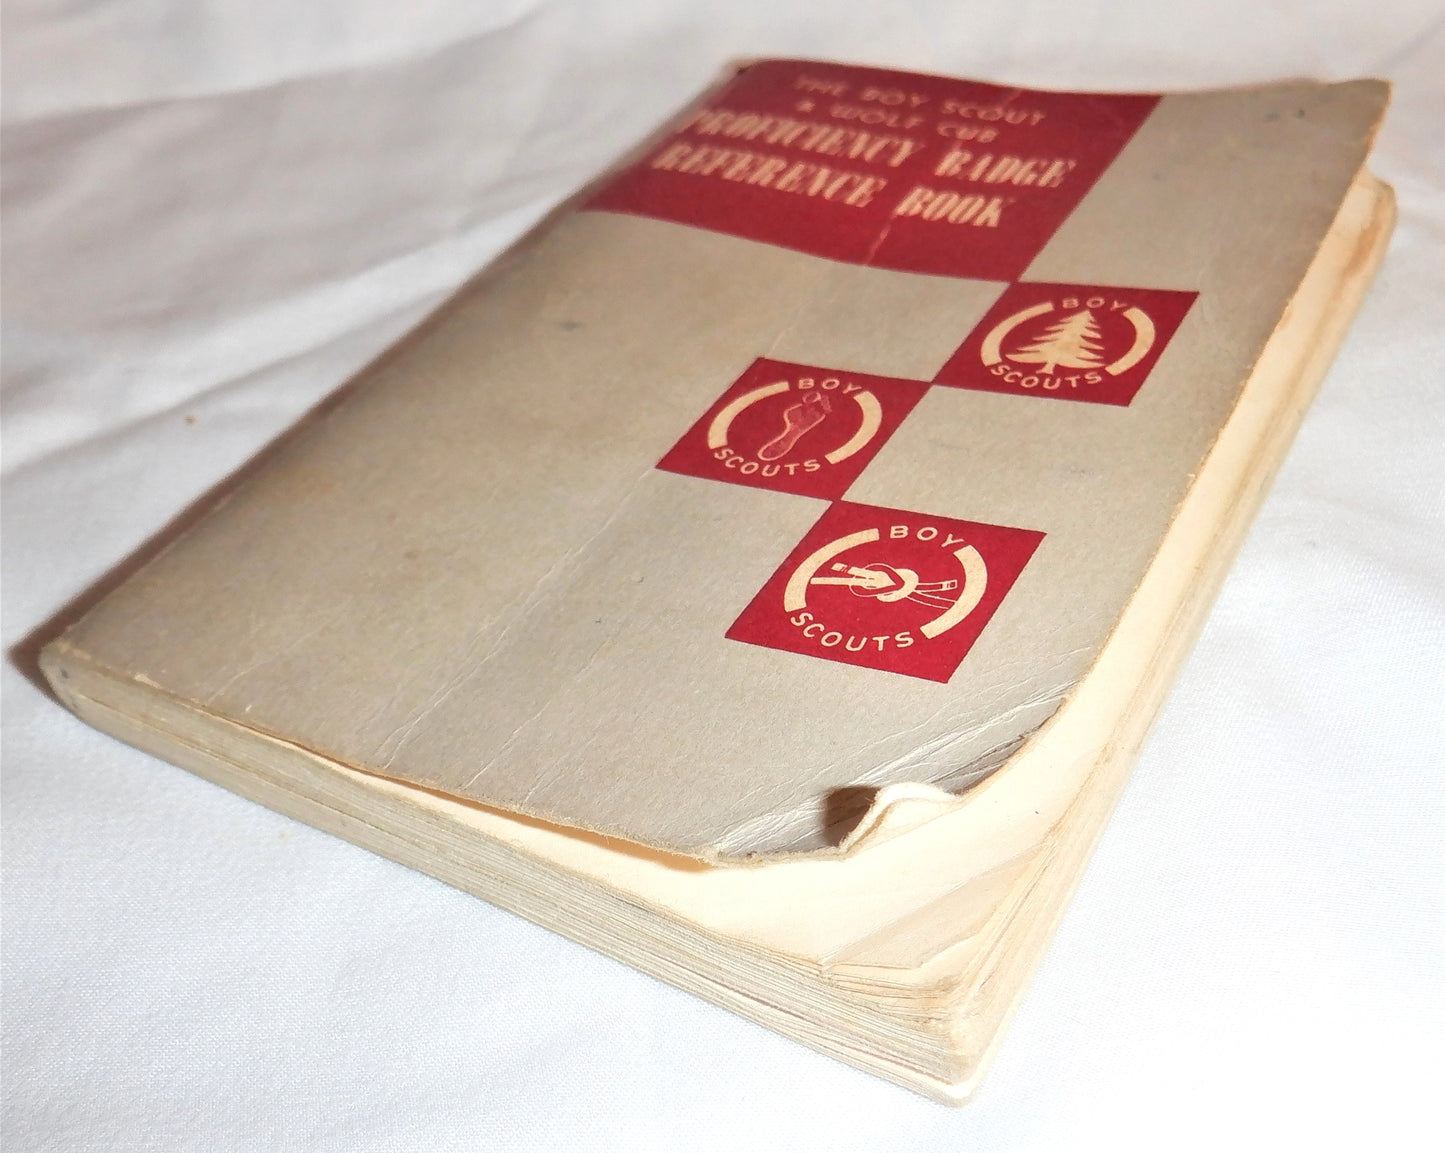 THE BOY SCOUT
& WOLF CUB
PROFICIENCY BADGE
REFERENCE BOOK
BOY
SCOUTS
BOY
SCOUTS
BOY
SCOUTS